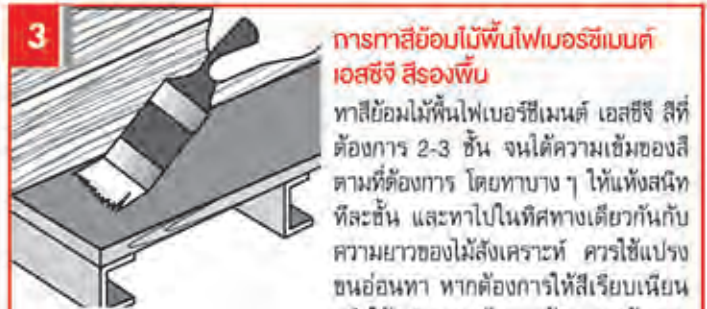 3
การทาสีย้อมไม้พื้นไฟเบอร์ซีเมนต์
เอสซีจี สีรองพื้น
ทาสีย้อมไม้พื้นไฟเบอร์ซีเมนต์ เอสซีจี สีที่
ต้องการ 2-3 ชั้น จนได้ความเข้มของสี
ตามที่ต้องการ โดยทาบาง ๆ ให้แห้งสนิท
ทีละชั้น และทาไปในทิศทางเดียวกันกับ
ความยาวของไม้สังเคราะห์ ควรใช้แปรง
ขนอ่อนทา หากต้องการให้สีเรียบเนียน